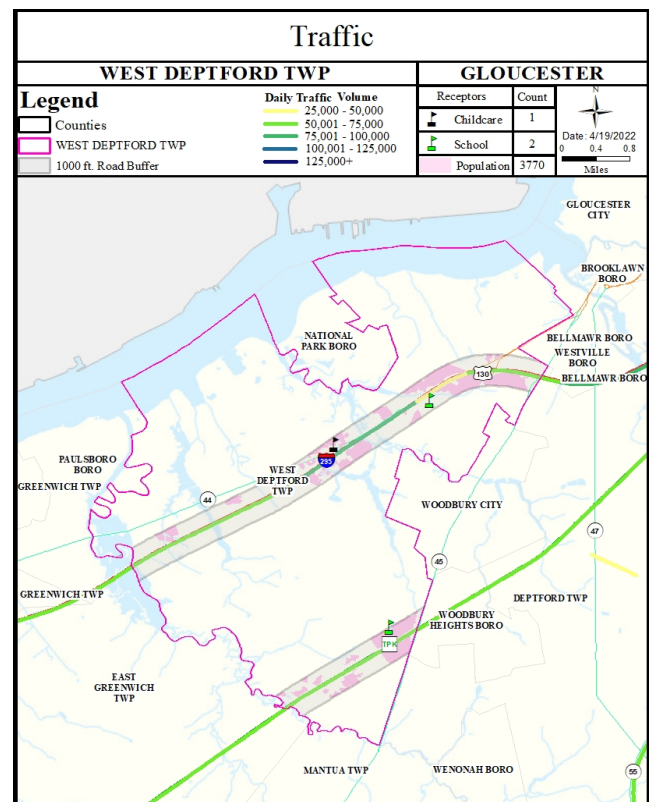 Traffic
WEST DEPTFORD TWP
GLOUCESTER
Legend
Counties
WEST DEPTFORD TWP
1000 ft. Road Buffer
Daily Traffic Volume
25,000 - 50,000
50,001 - 75,000
75,001 - 100,000
100,001 - 125,000
125,000+
Receptors Count
Childcare 1
School 2
Population 3770
N
Date: 4/19/2022
0 0.4 0.8
Miles
GLOUCESTER
CITY
BROOKLAWN
BORO
NATIONAL
PARK BORO
BELLMAWR BORO
WESTVILLE
BORO
BELLMAWR BORO
130
295
PAULSBORO
BORO
GREENWICH TWP
WEST
DEPTFORD
TWP
44
WOODBURY CITY
47
45
GREENWICH TWP
DEPTFORD TWP
WOODBURY
HEIGHTS BORO
TPK
EAST
GREENWICH
TWP
MANTUA TWP
WENONAH BORO
55